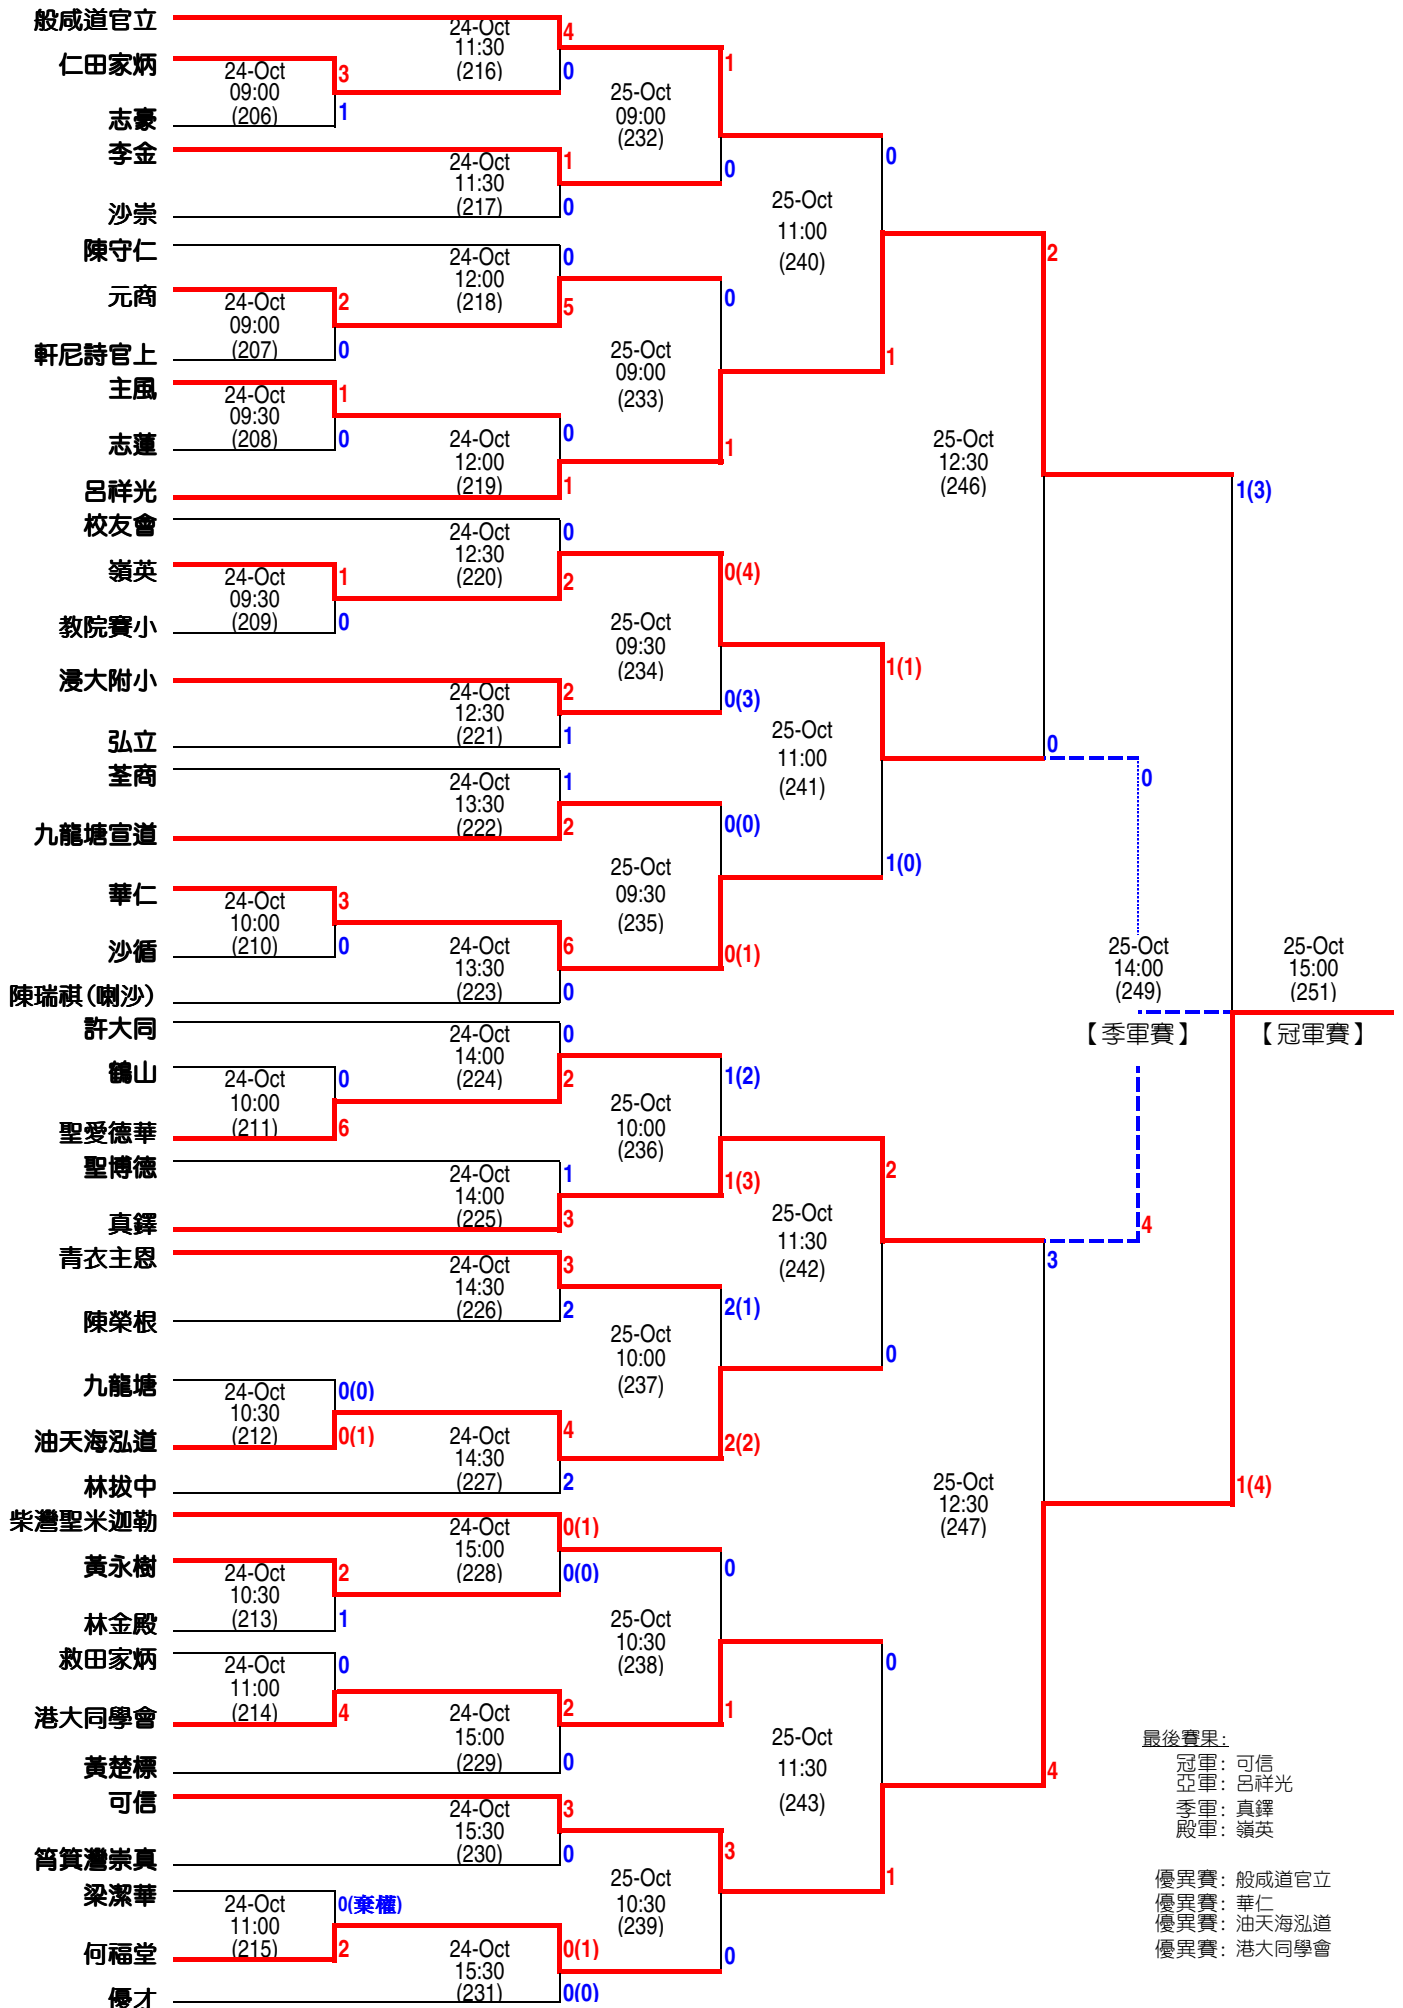 般咸道官立
24-Oct
11:30
(216)
4
0
仁田家炳
24-Oct
09:00
(206)
3
1
志豪
25-Oct
09:00
(232)
1
0
李金
24-Oct
11:30
(217)
1
0
沙崇
25-Oct
11:00
(240)
0
1
陳守仁
24-Oct
12:00
(218)
0
5
元商
24-Oct
09:00
(207)
2
0
軒尼詩官上
25-Oct
09:00
(233)
0
1
主風
24-Oct
09:30
(208)
1
0
志蓮
24-Oct
12:00
(219)
0
1
呂祥光
25-Oct
12:30
(246)
2
0
校友會
24-Oct
12:30
(220)
0
2
嶺英
24-Oct
09:30
(209)
1
0
教院賽小
25-Oct
09:30
(234)
0(4)
0(3)
浸大附小
24-Oct
12:30
(221)
2
1
弘立
25-Oct
11:00
(241)
1(1)
1(0)
荃商
24-Oct
13:30
(222)
1
2
九龍塘宣道
25-Oct
09:30
(235)
0(0)
0(1)
華仁
24-Oct
10:00
(210)
3
0
沙循
24-Oct
13:30
(223)
6
0
陳瑞祺(喇沙)
25-Oct
14:00
(249)
【季軍賽】
0
4
25-Oct
15:00
(251)
【冠軍賽】
1(3)
1(4)
許大同
24-Oct
14:00
(224)
0
2
鶴山
24-Oct
10:00
(211)
0
6
聖愛德華
25-Oct
10:00
(236)
1(2)
1(3)
聖博德
24-Oct
14:00
(225)
1
3
真鐸
25-Oct
11:30
(242)
2
0
青衣主恩
24-Oct
14:30
(226)
3
2
陳榮根
25-Oct
10:00
(237)
2(1)
2(2)
九龍塘
24-Oct
10:30
(212)
0(0)
0(1)
油天海泓道
24-Oct
14:30
(227)
4
2
林拔中
25-Oct
12:30
(247)
3
4
柴灣聖米迦勒
24-Oct
15:00
(228)
0(1)
0(0)
黃永樹
24-Oct
10:30
(213)
2
1
林金殿
25-Oct
10:30
(238)
0
1
救田家炳
24-Oct
11:00
(214)
0
4
港大同學會
24-Oct
15:00
(229)
2
0
黃楚標
25-Oct
11:30
(243)
0
1
可信
24-Oct
15:30
(230)
3
0
筲箕灣崇真
25-Oct
10:30
(239)
3
0
梁潔華
24-Oct
11:00
(215)
0(棄權)
2
何福堂
24-Oct
15:30
(231)
0(1)
0(0)
優才
最後賽果:
冠軍: 可信
亞軍: 呂祥光
季軍: 真鐸
殿軍: 嶺英
優異賽: 般咸道官立
優異賽: 華仁
優異賽: 油天海泓道
優異賽: 港大同學會